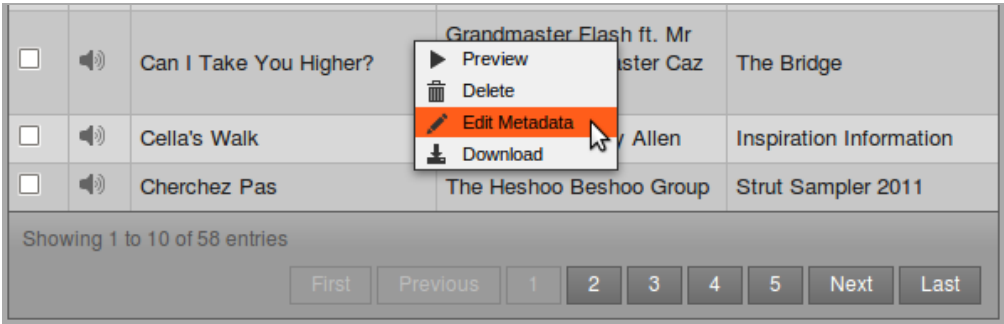 Grandmaster Flash ft. Mr
Can I Take You Higher?
aster Caz
The Bridge
Preview
Delete
Edit Metadata
Download
Cella's Walk
y Allen
Inspiration Information
Cherchez Pas
The Heshoo Beshoo Group
Strut Sampler 2011
Showing 1 to 10 of 58 entries
First Previous 1 2 3 4 5 Next Last